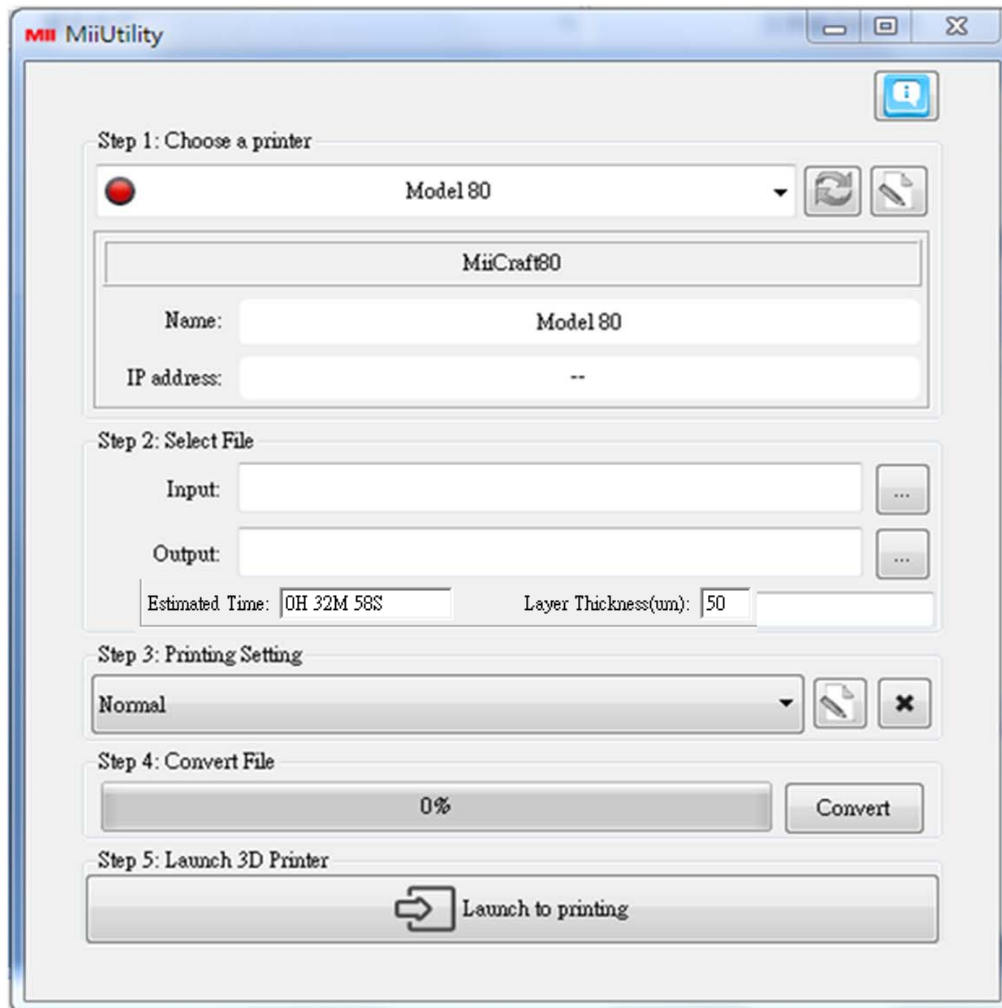 MII MiiUtility
Step 1: Choose a printer
Model 80
MiiCraft80
Name: Model 80
IP address: --
Step 2: Select File
Input: ...
Output: ...
Estimated Time: 0H 32M 58S Layer Thickness(um): 50
Step 3: Printing Setting
Normal
Step 4: Convert File
0% Convert
Step 5: Launch 3D Printer
Launch to printing